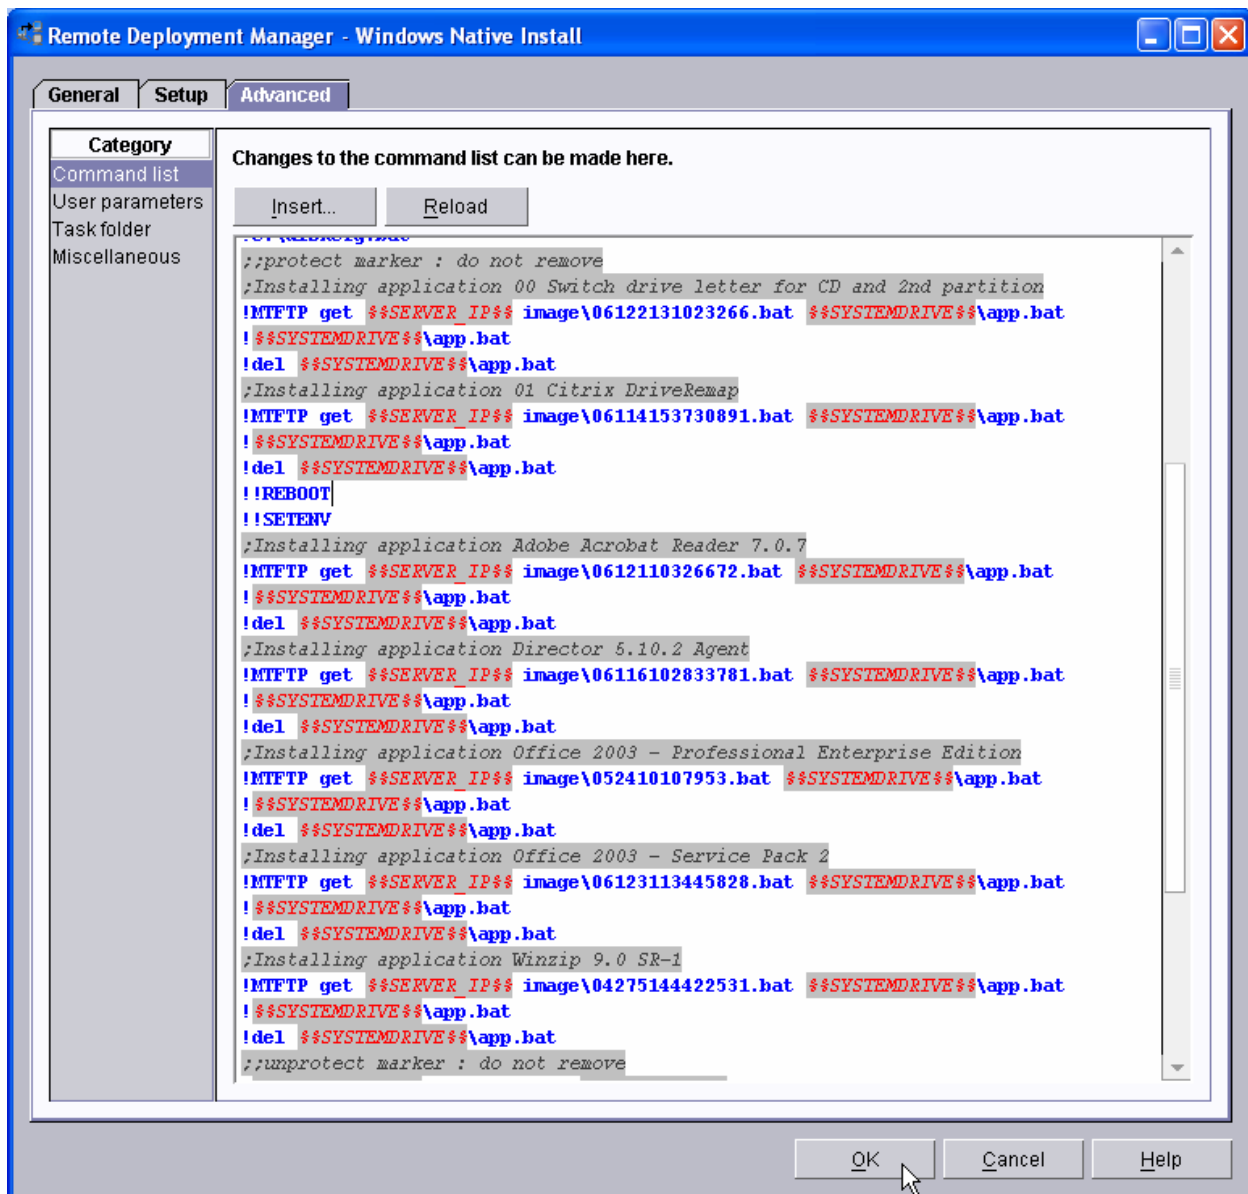 Remote Deployment Manager - Windows Native Install
General Setup Advanced
Category
Command list
User parameters
Task folder
Miscellaneous
Changes to the command list can be made here.
Insert... Reload
;;protect marker : do not remove
;Installing application 00 Switch drive letter for CD and 2nd partition
!MTFTP get $$SERVER_IP$$ image\06122131023266.bat $$SYSTEMDRIVE$$\app.bat
!$$SYSTEMDRIVE$$\app.bat
!del $$SYSTEMDRIVE$$\app.bat
;Installing application 01 Citrix DriveRemap
!MTFTP get $$SERVER_IP$$ image\06114153730891.bat $$SYSTEMDRIVE$$\app.bat
!$$SYSTEMDRIVE$$\app.bat
!del $$SYSTEMDRIVE$$\app.bat
!!REBOOT
!!SETENV
;Installing application Adobe Acrobat Reader 7.0.7
!MTFTP get $$SERVER_IP$$ image\0612110326672.bat $$SYSTEMDRIVE$$\app.bat
!$$SYSTEMDRIVE$$\app.bat
!del $$SYSTEMDRIVE$$\app.bat
;Installing application Director 5.10.2 Agent
!MTFTP get $$SERVER_IP$$ image\06116102833781.bat $$SYSTEMDRIVE$$\app.bat
!$$SYSTEMDRIVE$$\app.bat
!del $$SYSTEMDRIVE$$\app.bat
;Installing application Office 2003 - Professional Enterprise Edition
!MTFTP get $$SERVER_IP$$ image\052410107953.bat $$SYSTEMDRIVE$$\app.bat
!$$SYSTEMDRIVE$$\app.bat
!del $$SYSTEMDRIVE$$\app.bat
;Installing application Office 2003 - Service Pack 2
!MTFTP get $$SERVER_IP$$ image\06123113445828.bat $$SYSTEMDRIVE$$\app.bat
!$$SYSTEMDRIVE$$\app.bat
!del $$SYSTEMDRIVE$$\app.bat
;Installing application Winzip 9.0 SR-1
!MTFTP get $$SERVER_IP$$ image\04275144422531.bat $$SYSTEMDRIVE$$\app.bat
!$$SYSTEMDRIVE$$\app.bat
!del $$SYSTEMDRIVE$$\app.bat
;;unprotect marker : do not remove
OK Cancel Help